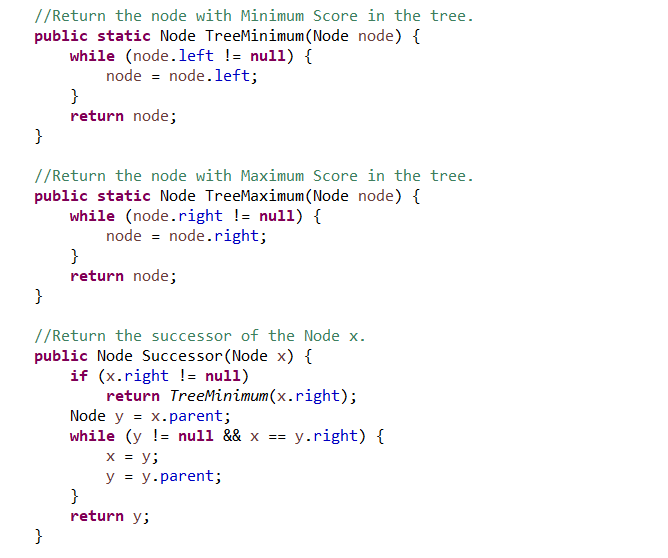 //Return the node with Minimum Score in the tree.
public static Node TreeMinimum(Node node) {
    while (node.left != null) {
        node = node.left;
    }
    return node;
}

//Return the node with Maximum Score in the tree.
public static Node TreeMaximum(Node node) {
    while (node.right != null) {
        node = node.right;
    }
    return node;
}

//Return the successor of the Node x.
public Node Successor(Node x) {
    if (x.right != null)
        return TreeMinimum(x.right);
    Node y = x.parent;
    while (y != null && x == y.right) {
        x = y;
        y = y.parent;
    }
    return y;
}